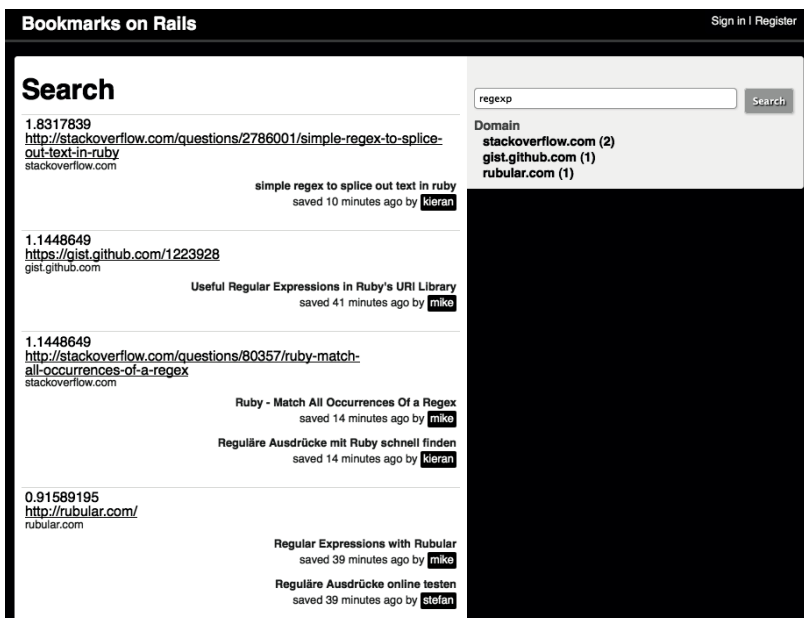 Bookmarks on Rails
Sign in | Register
Search
1.8317839
http://stackoverflow.com/questions/2786001/simple-regex-to-splice-
out-text-in-ruby
stackoverflow.com
simple regex to splice out text in ruby
saved 10 minutes ago by kieran
1.1448649
https://gist.github.com/1223928
gist.github.com
Useful Regular Expressions in Ruby's URI Library
saved 41 minutes ago by mike
1.1448649
http://stackoverflow.com/questions/80357/ruby-match-
all-occurrences-of-a-regex
stackoverflow.com
Ruby - Match All Occurrences Of a Regex
saved 14 minutes ago by mike
Reguläre Ausdrücke mit Ruby schnell finden
saved 14 minutes ago by kieran
0.91589195
http://rubular.com/
rubular.com
Regular Expressions with Rubular
saved 39 minutes ago by mike
Reguläre Ausdrücke online testen
saved 39 minutes ago by stefan
regexp
Search
Domain
stackoverflow.com (2)
gist.github.com (1)
rubular.com (1)